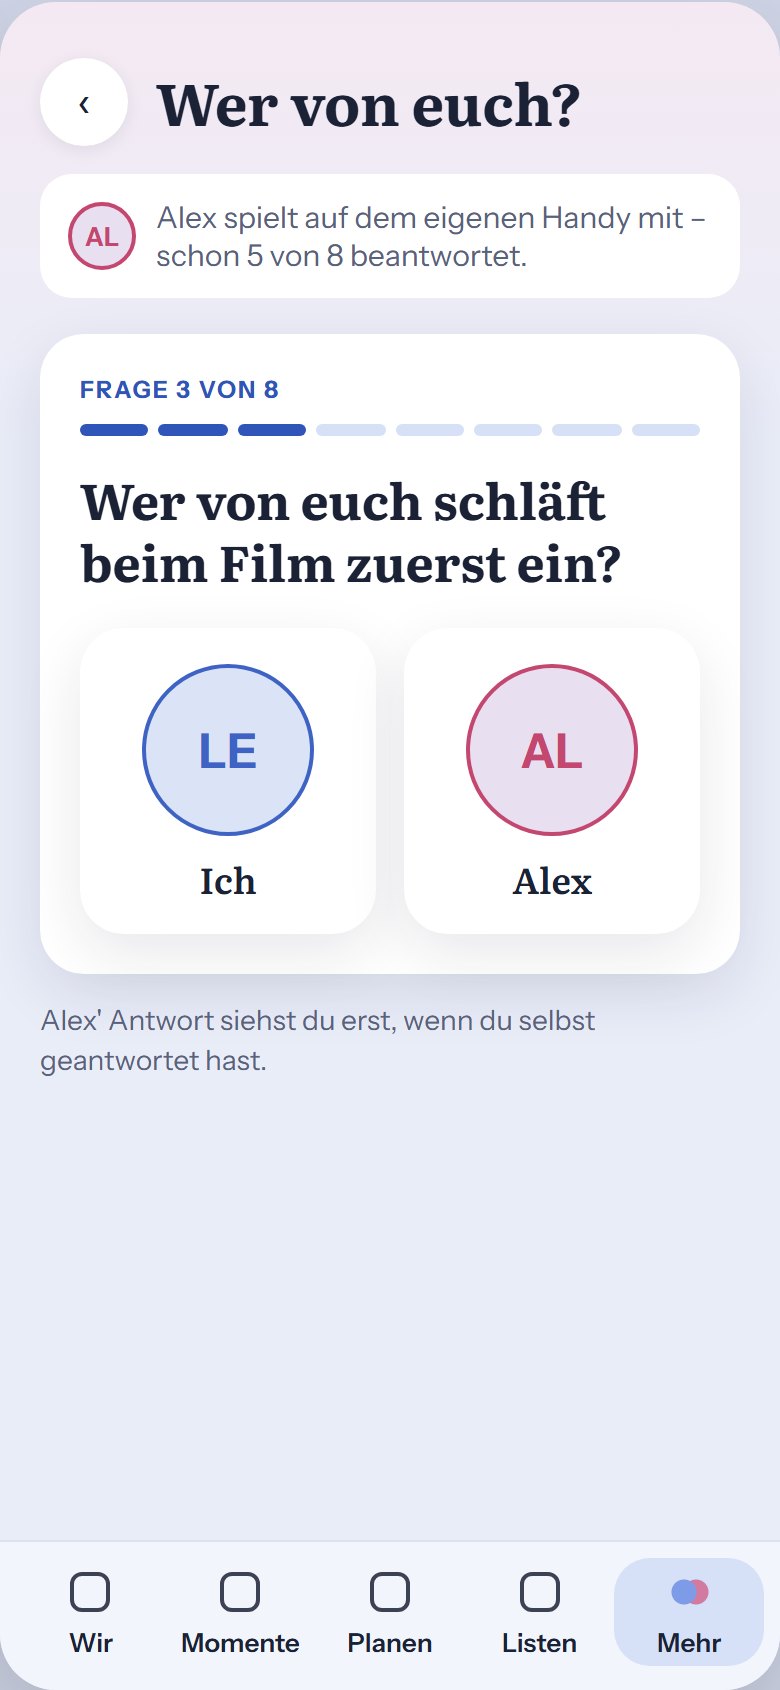 ‹ Wer von euch?
AL
Alex spielt auf dem eigenen Handy mit –
schon 5 von 8 beantwortet.
FRAGE 3 VON 8
Wer von euch schläft
beim Film zuerst ein?
LE
Ich
AL
Alex
Alex' Antwort siehst du erst, wenn du selbst
geantwortet hast.
Wir
Momente
Planen
Listen
Mehr